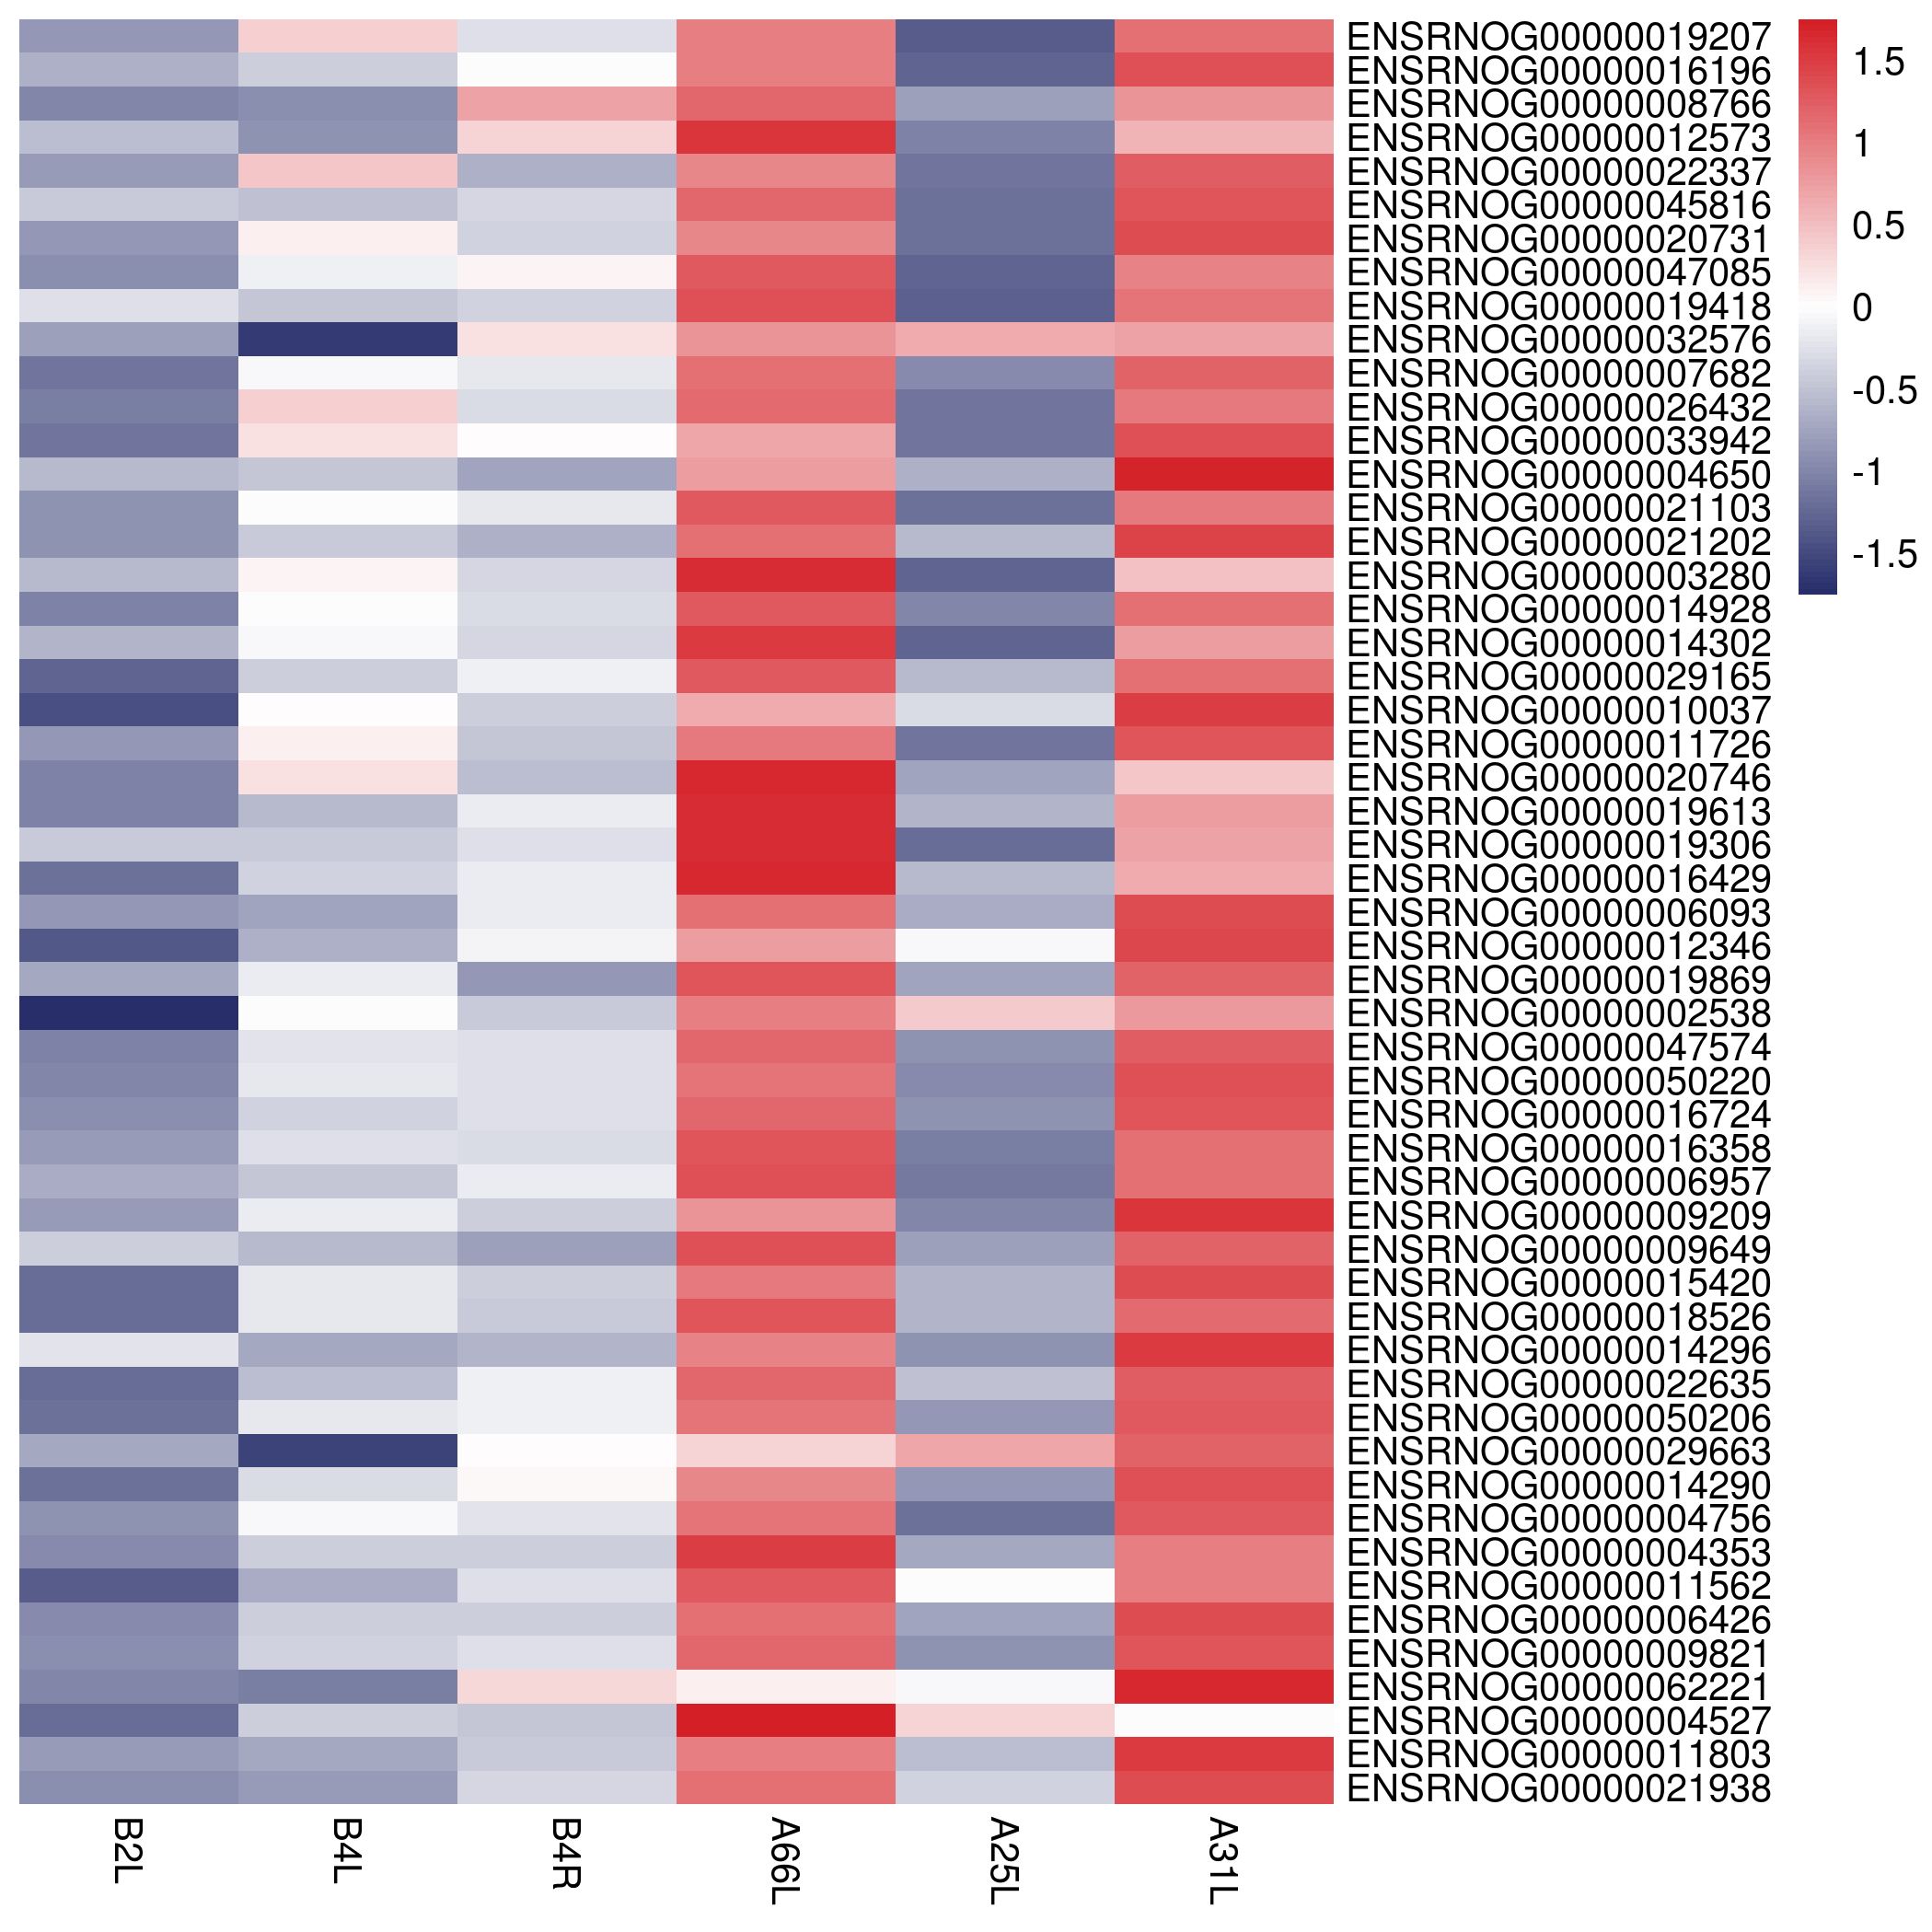 ENSRNOG00000019207
ENSRNOG00000016196
ENSRNOG00000008766
ENSRNOG00000012573
ENSRNOG00000022337
ENSRNOG00000045816
ENSRNOG00000020731
ENSRNOG00000047085
ENSRNOG00000019418
ENSRNOG00000032576
ENSRNOG00000007682
ENSRNOG00000026432
ENSRNOG00000033942
ENSRNOG00000004650
ENSRNOG00000021103
ENSRNOG00000021202
ENSRNOG00000003280
ENSRNOG00000014928
ENSRNOG00000014302
ENSRNOG00000029165
ENSRNOG00000010037
ENSRNOG00000011726
ENSRNOG00000020746
ENSRNOG00000019613
ENSRNOG00000019306
ENSRNOG00000016429
ENSRNOG00000006093
ENSRNOG00000012346
ENSRNOG00000019869
ENSRNOG00000002538
ENSRNOG00000047574
ENSRNOG00000050220
ENSRNOG00000016724
ENSRNOG00000016358
ENSRNOG00000006957
ENSRNOG00000009209
ENSRNOG00000009649
ENSRNOG00000015420
ENSRNOG00000018526
ENSRNOG00000014296
ENSRNOG00000022635
ENSRNOG00000050206
ENSRNOG00000029663
ENSRNOG00000014290
ENSRNOG00000004756
ENSRNOG00000004353
ENSRNOG00000011562
ENSRNOG00000006426
ENSRNOG00000009821
ENSRNOG00000062221
ENSRNOG00000004527
ENSRNOG00000011803
ENSRNOG00000021938
1.5
1
0.5
0
-0.5
-1
-1.5
B2L
B4L
B4R
A66L
A25L
A31L